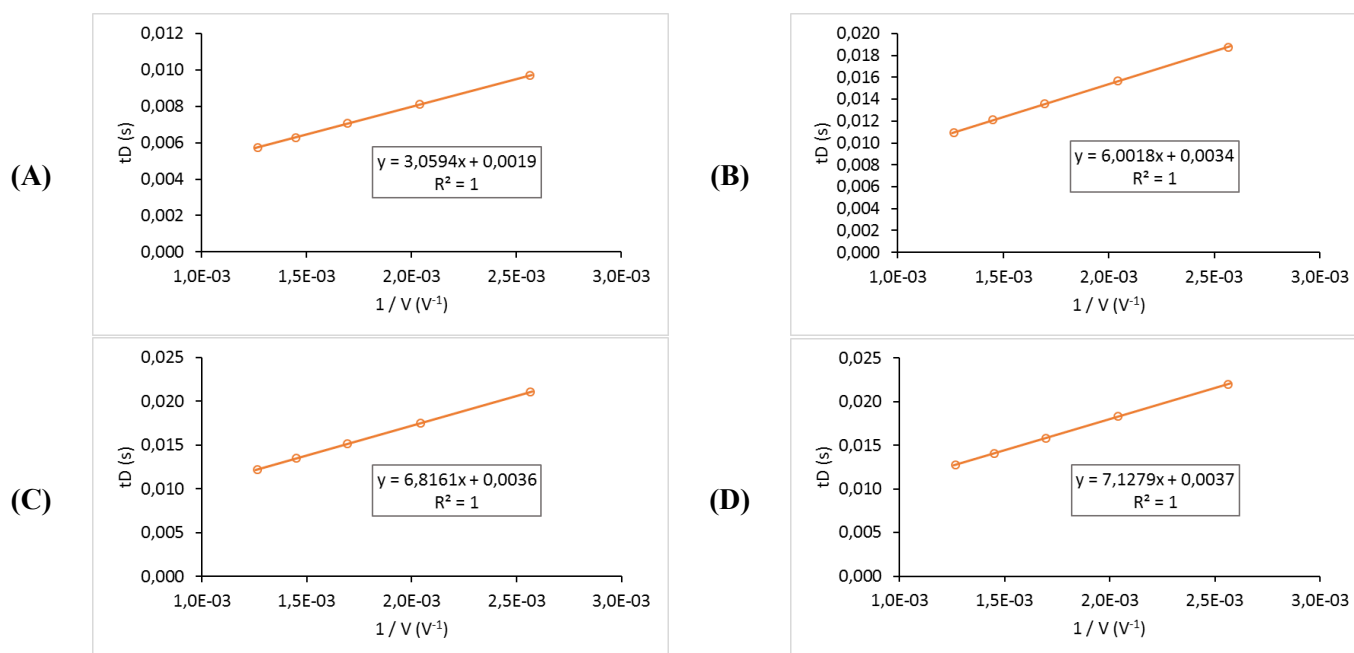 (A)
0,012
0,010
0,008
0,006
0,004
0,002
0,000
tD (s)
y = 3,0594x + 0,0019
R² = 1
1,0E-03 1,5E-03 2,0E-03 2,5E-03 3,0E-03
1 / V (V⁻¹)
(B)
0,020
0,018
0,016
0,014
0,012
0,010
0,008
0,006
0,004
0,002
0,000
tD (s)
y = 6,0018x + 0,0034
R² = 1
1,0E-03 1,5E-03 2,0E-03 2,5E-03 3,0E-03
1 / V (V⁻¹)
(C)
0,025
0,020
0,015
0,010
0,005
0,000
tD (s)
y = 6,8161x + 0,0036
R² = 1
1,0E-03 1,5E-03 2,0E-03 2,5E-03 3,0E-03
1 / V (V⁻¹)
(D)
0,025
0,020
0,015
0,010
0,005
0,000
tD (s)
y = 7,1279x + 0,0037
R² = 1
1,0E-03 1,5E-03 2,0E-03 2,5E-03 3,0E-03
1 / V (V⁻¹)